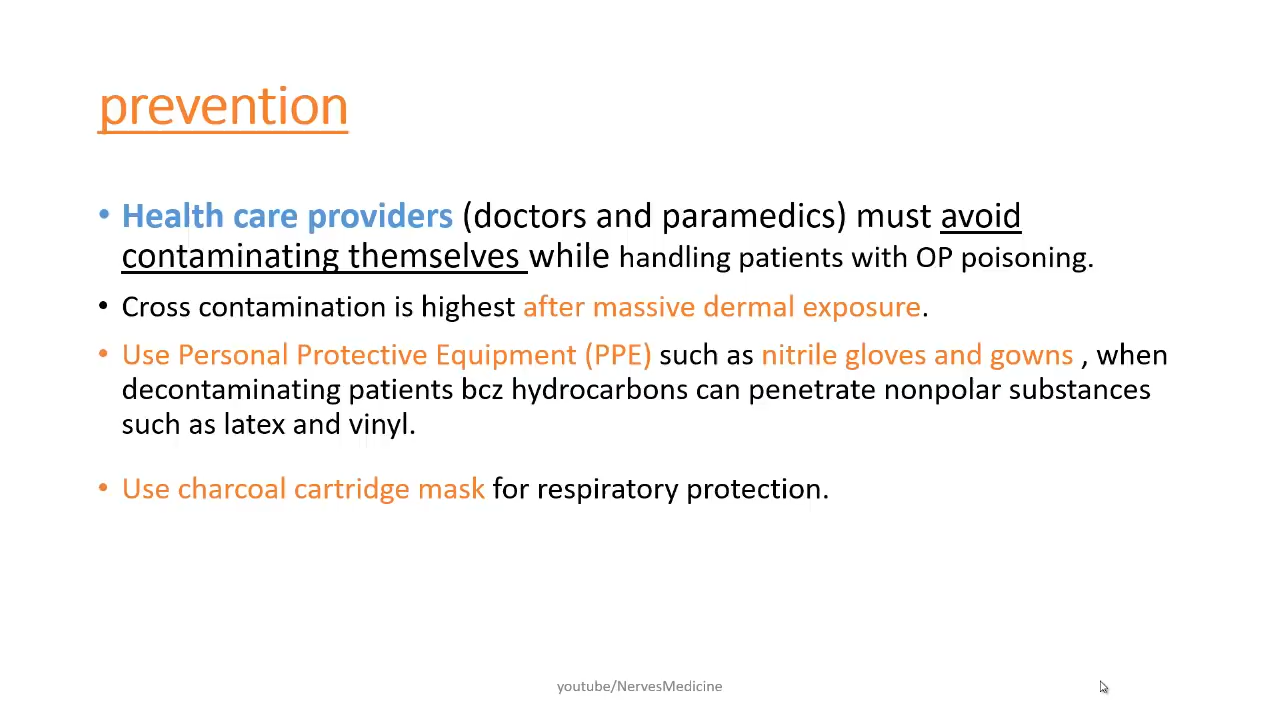 prevention
• Health care providers (doctors and paramedics) must avoid
contaminating themselves while handling patients with OP poisoning.
• Cross contamination is highest after massive dermal exposure.
• Use Personal Protective Equipment (PPE) such as nitrile gloves and gowns , when
decontaminating patients bcz hydrocarbons can penetrate nonpolar substances
such as latex and vinyl.
• Use charcoal cartridge mask for respiratory protection.
youtube/NervesMedicine